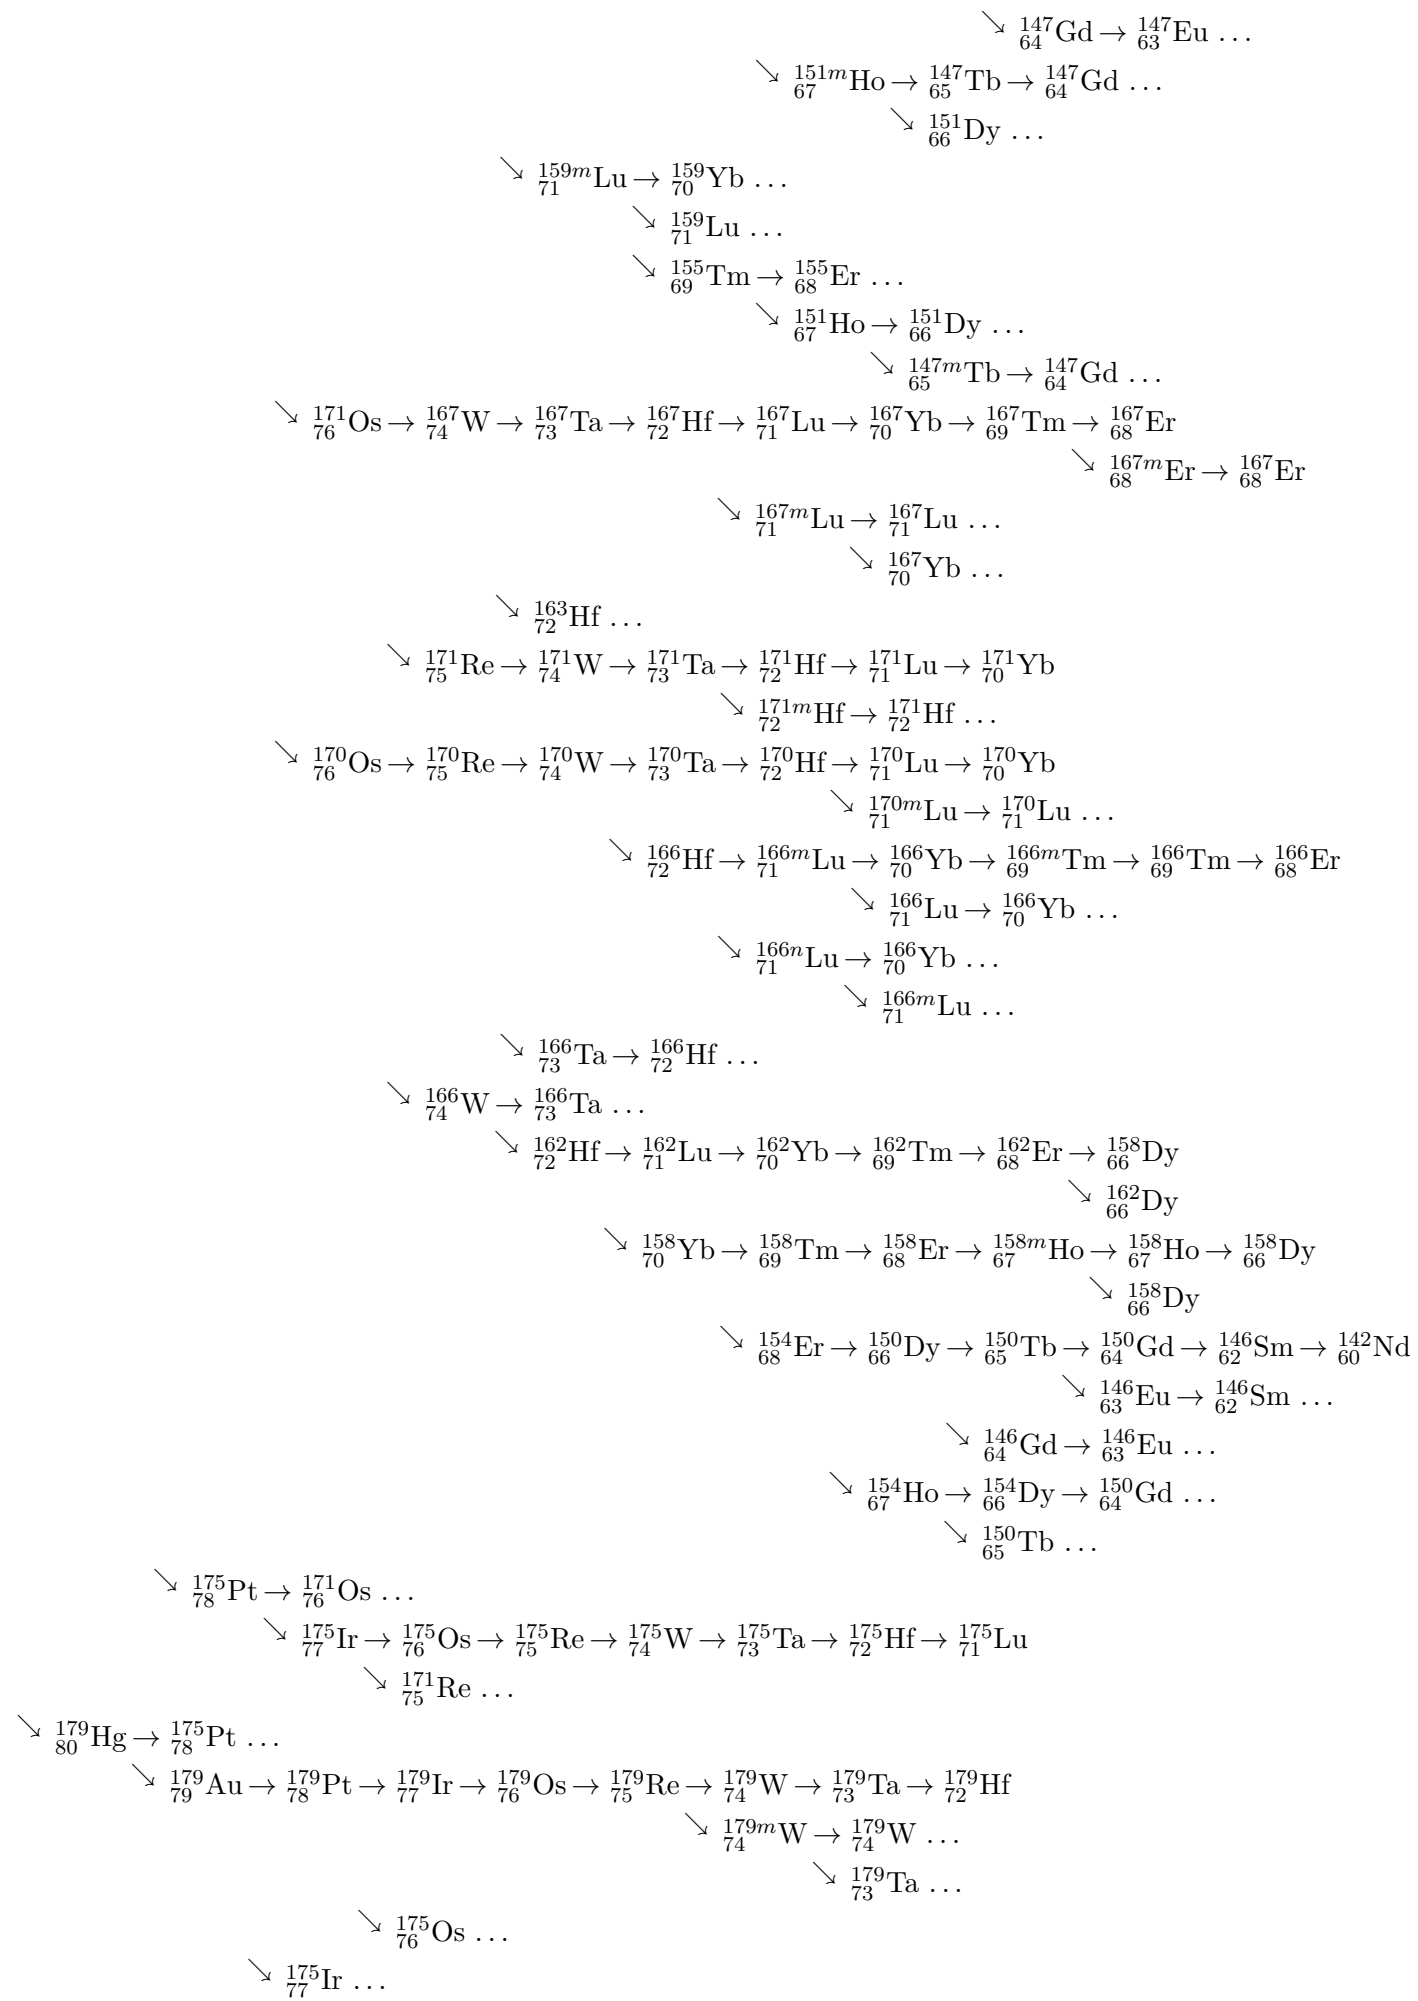 ↘ ¹⁴⁷₆₄Gd → ¹⁴⁷₆₃Eu …
↘ ¹⁵¹ᵐ₆₇Ho → ¹⁴⁷₆₅Tb → ¹⁴⁷₆₄Gd …
↘ ¹⁵¹₆₆Dy …
↘ ¹⁵⁹ᵐ₇₁Lu → ¹⁵⁹₇₀Yb …
↘ ¹⁵⁹₇₁Lu …
↘ ¹⁵⁵₆₉Tm → ¹⁵⁵₆₈Er …
↘ ¹⁵¹₆₇Ho → ¹⁵¹₆₆Dy …
↘ ¹⁴⁷ᵐ₆₅Tb → ¹⁴⁷₆₄Gd …
↘ ¹⁷¹₇₆Os → ¹⁶⁷₇₄W → ¹⁶⁷₇₃Ta → ¹⁶⁷₇₂Hf → ¹⁶⁷₇₁Lu → ¹⁶⁷₇₀Yb → ¹⁶⁷₆₉Tm → ¹⁶⁷₆₈Er
↘ ¹⁶⁷ᵐ₆₈Er → ¹⁶⁷₆₈Er
↘ ¹⁶⁷ᵐ₇₁Lu → ¹⁶⁷₇₁Lu …
↘ ¹⁶⁷₇₀Yb …
↘ ¹⁶³₇₂Hf …
↘ ¹⁷¹₇₅Re → ¹⁷¹₇₄W → ¹⁷¹₇₃Ta → ¹⁷¹₇₂Hf → ¹⁷¹₇₁Lu → ¹⁷¹₇₀Yb
↘ ¹⁷¹ᵐ₇₂Hf → ¹⁷¹₇₂Hf …
↘ ¹⁷⁰₇₆Os → ¹⁷⁰₇₅Re → ¹⁷⁰₇₄W → ¹⁷⁰₇₃Ta → ¹⁷⁰₇₂Hf → ¹⁷⁰₇₁Lu → ¹⁷⁰₇₀Yb
↘ ¹⁷⁰ᵐ₇₁Lu → ¹⁷⁰₇₁Lu …
↘ ¹⁶⁶₇₂Hf → ¹⁶⁶ᵐ₇₁Lu → ¹⁶⁶₇₀Yb → ¹⁶⁶ᵐ₆₉Tm → ¹⁶⁶₆₉Tm → ¹⁶⁶₆₈Er
↘ ¹⁶⁶₇₁Lu → ¹⁶⁶₇₀Yb …
↘ ¹⁶⁶ⁿ₇₁Lu → ¹⁶⁶₇₀Yb …
↘ ¹⁶⁶ᵐ₇₁Lu …
↘ ¹⁶⁶₇₃Ta → ¹⁶⁶₇₂Hf …
↘ ¹⁶⁶₇₄W → ¹⁶⁶₇₃Ta …
↘ ¹⁶²₇₂Hf → ¹⁶²₇₁Lu → ¹⁶²₇₀Yb → ¹⁶²₆₉Tm → ¹⁶²₆₈Er → ¹⁵⁸₆₆Dy
↘ ¹⁶²₆₆Dy
↘ ¹⁵⁸₇₀Yb → ¹⁵⁸₆₉Tm → ¹⁵⁸₆₈Er → ¹⁵⁸ᵐ₆₇Ho → ¹⁵⁸₆₇Ho → ¹⁵⁸₆₆Dy
↘ ¹⁵⁸₆₆Dy
↘ ¹⁵⁴₆₈Er → ¹⁵⁰₆₆Dy → ¹⁵⁰₆₅Tb → ¹⁵⁰₆₄Gd → ¹⁴⁶₆₂Sm → ¹⁴²₆₀Nd
↘ ¹⁴⁶₆₃Eu → ¹⁴⁶₆₂Sm …
↘ ¹⁴⁶₆₄Gd → ¹⁴⁶₆₃Eu …
↘ ¹⁵⁴₆₇Ho → ¹⁵⁴₆₆Dy → ¹⁵⁰₆₄Gd …
↘ ¹⁵⁰₆₅Tb …
↘ ¹⁷⁵₇₈Pt → ¹⁷¹₇₆Os …
↘ ¹⁷⁵₇₇Ir → ¹⁷⁵₇₆Os → ¹⁷⁵₇₅Re → ¹⁷⁵₇₄W → ¹⁷⁵₇₃Ta → ¹⁷⁵₇₂Hf → ¹⁷⁵₇₁Lu
↘ ¹⁷¹₇₅Re …
↘ ¹⁷⁹₈₀Hg → ¹⁷⁵₇₈Pt …
↘ ¹⁷⁹₇₉Au → ¹⁷⁹₇₈Pt → ¹⁷⁹₇₇Ir → ¹⁷⁹₇₆Os → ¹⁷⁹₇₅Re → ¹⁷⁹₇₄W → ¹⁷⁹₇₃Ta → ¹⁷⁹₇₂Hf
↘ ¹⁷⁹ᵐ₇₄W → ¹⁷⁹₇₄W …
↘ ¹⁷⁹₇₃Ta …
↘ ¹⁷⁵₇₆Os …
↘ ¹⁷⁵₇₇Ir …